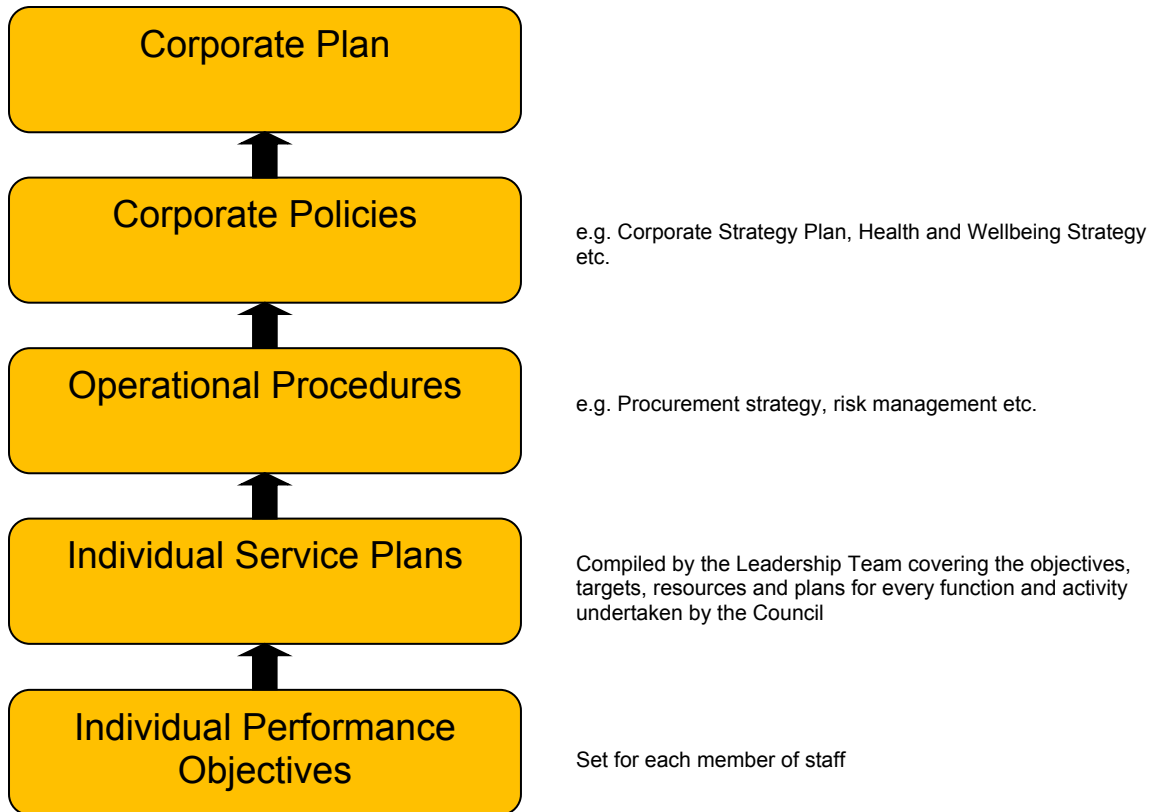 Corporate Plan
Corporate Policies
e.g. Corporate Strategy Plan, Health and Wellbeing Strategy
etc.
Operational Procedures
e.g. Procurement strategy, risk management etc.
Individual Service Plans
Compiled by the Leadership Team covering the objectives,
targets, resources and plans for every function and activity
undertaken by the Council
Individual Performance
Objectives
Set for each member of staff